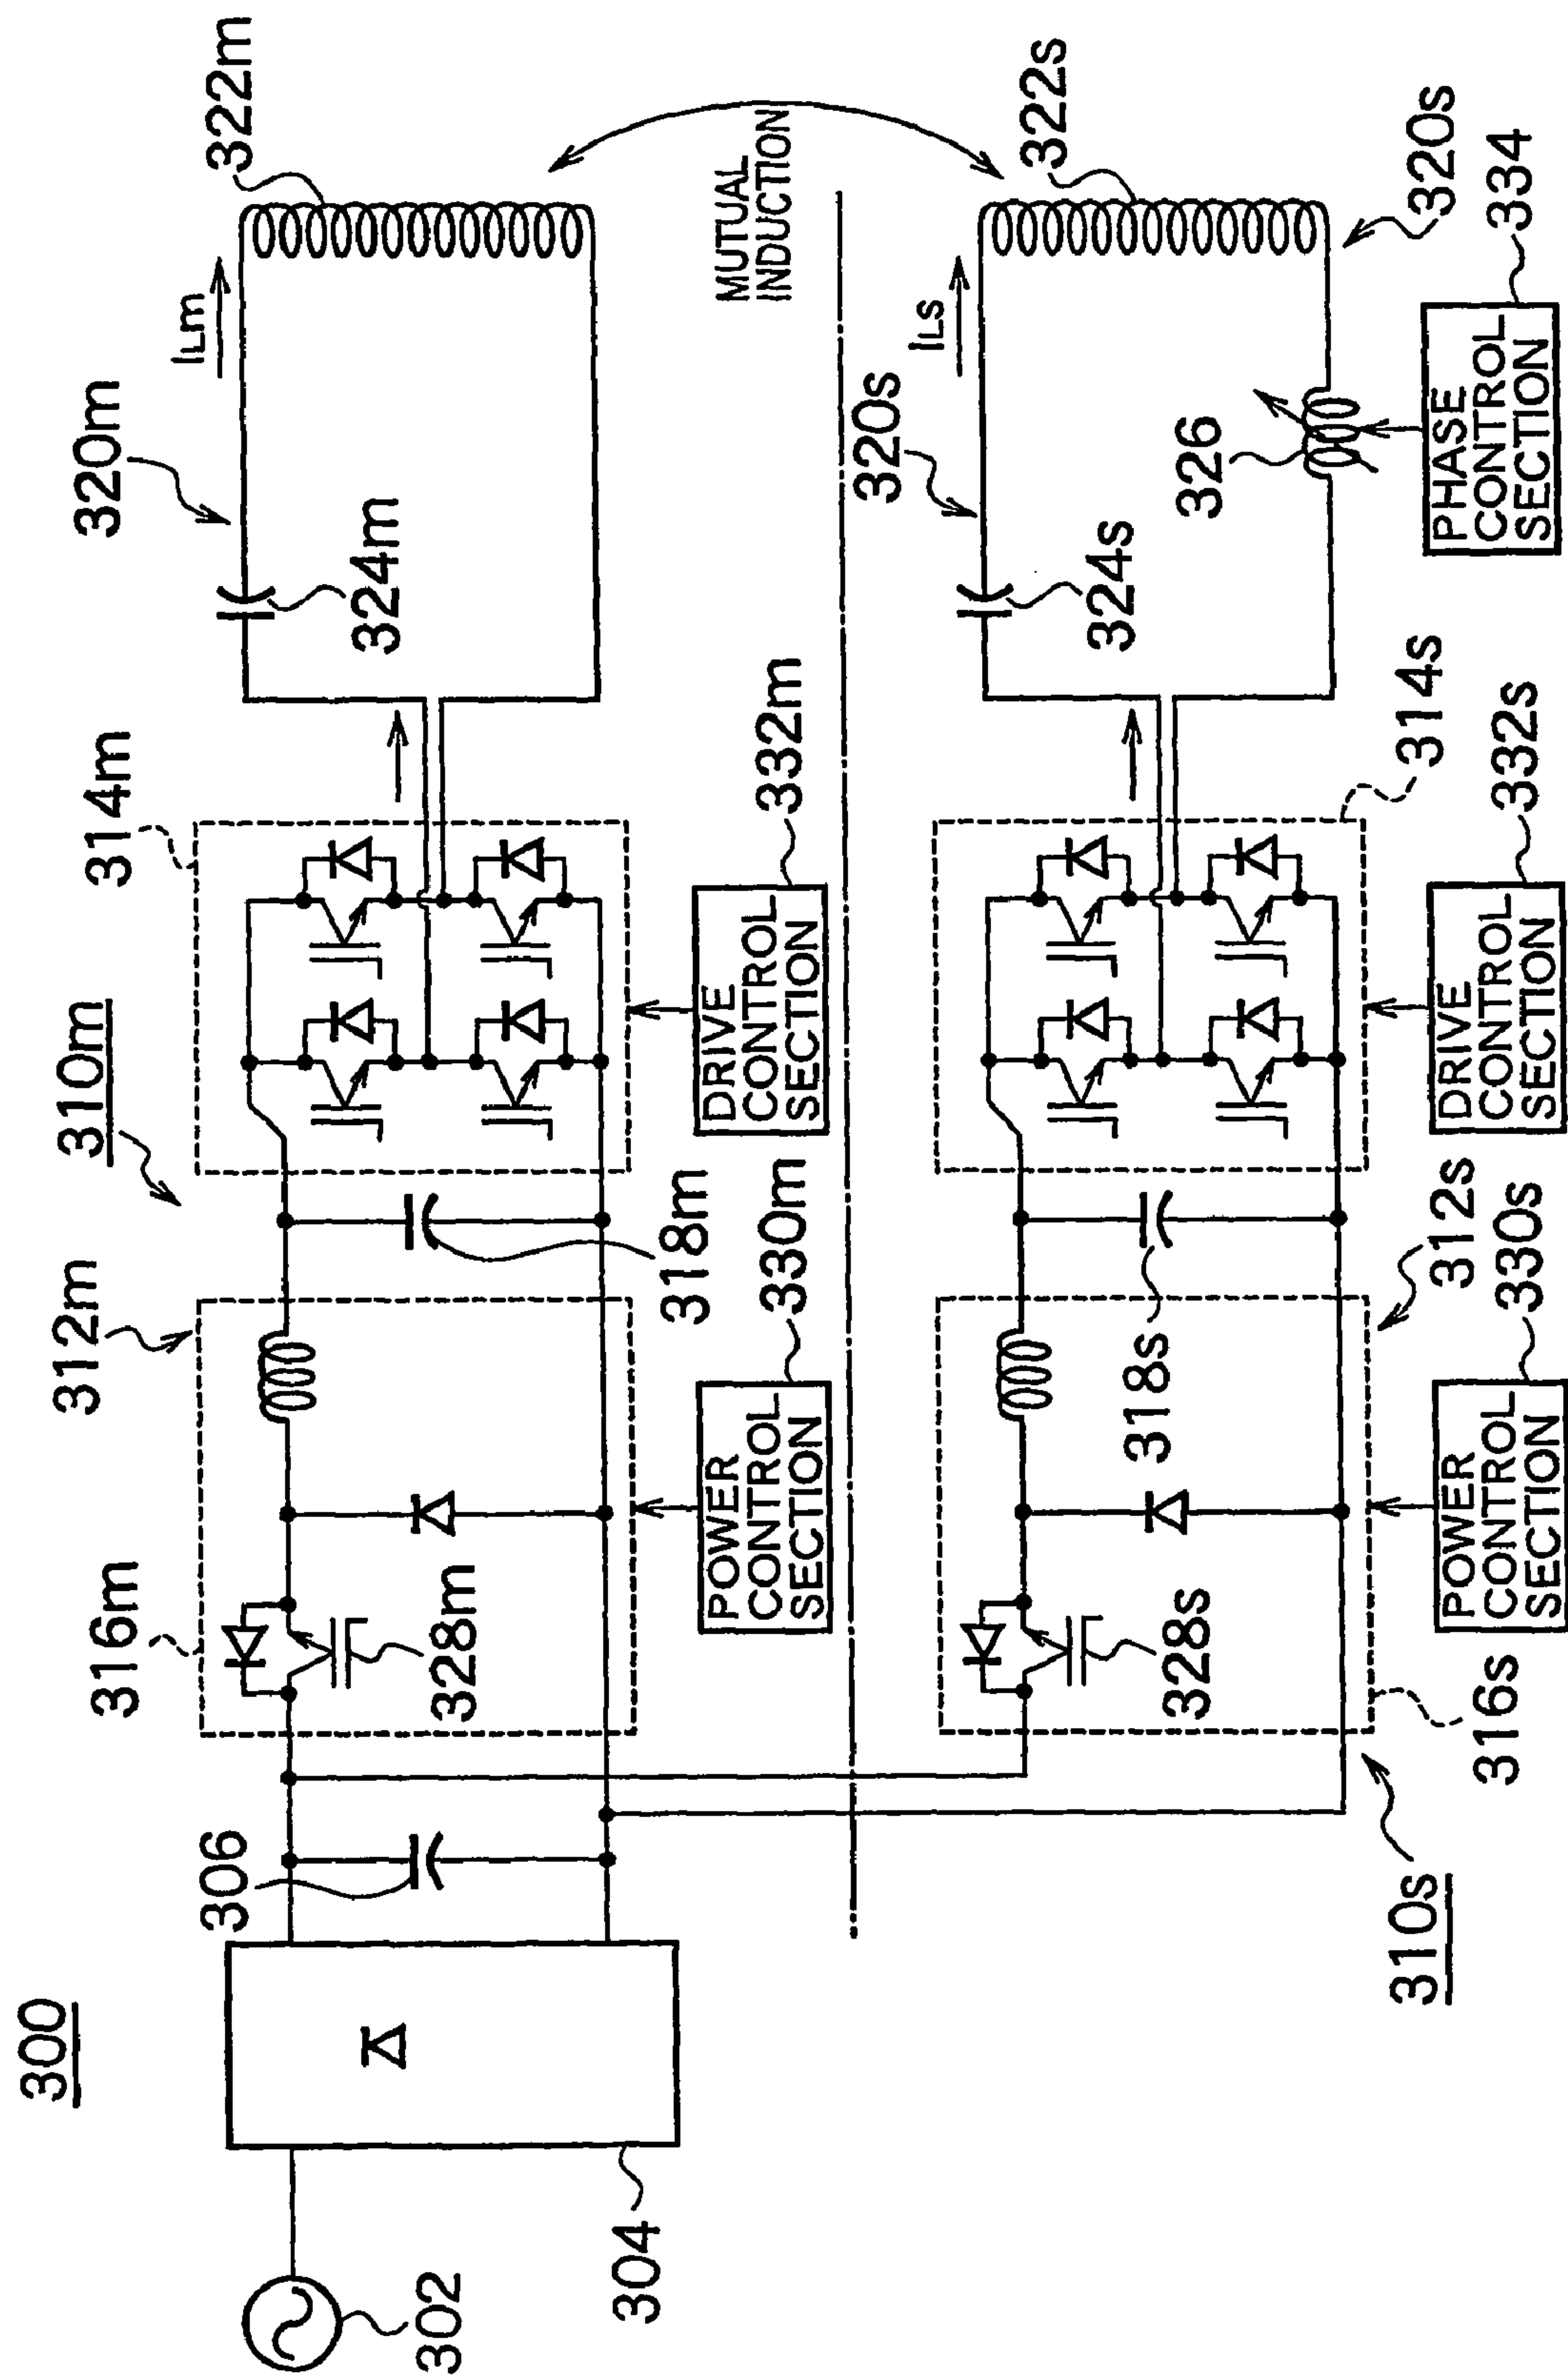 300
302
304
306
310m
312m
316m
328m
318m
314m
320m
324m
ILm
322m
POWER
CONTROL
SECTION
330m
DRIVE
CONTROL
SECTION
332m
MUTUAL
INDUCTION
310s
312s
316s
328s
318s
314s
320s
324s
ILs
322s
326
320s
POWER
CONTROL
SECTION
330s
DRIVE
CONTROL
SECTION
332s
PHASE
CONTROL
SECTION
334